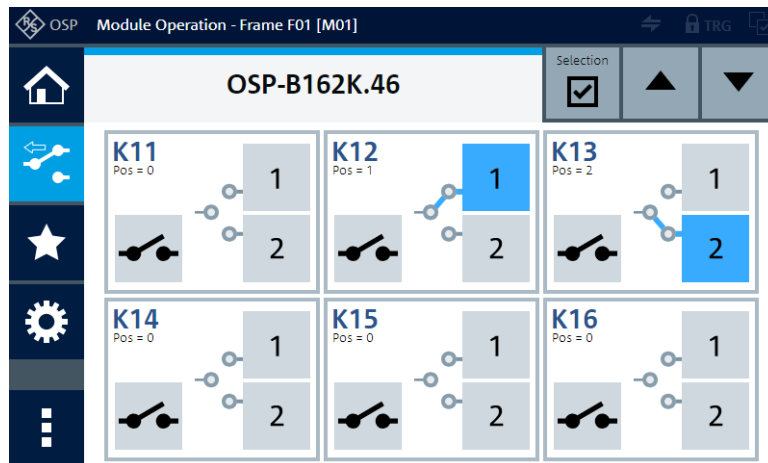 R&S OSP Module Operation - Frame F01 [M01] TRG
OSP-B162K.46
Selection
K11
Pos = 0
1
2
K12
Pos = 1
1
2
K13
Pos = 2
1
2
K14
Pos = 0
1
2
K15
Pos = 0
1
2
K16
Pos = 0
1
2